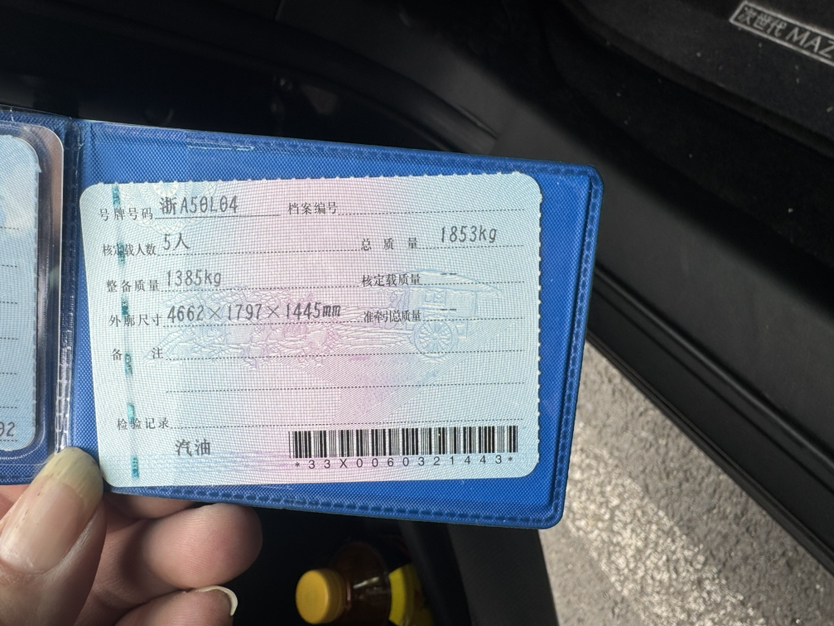 次世代 MAZ
号牌号码 浙A50L04 档案编号
核定载人数 5人 总质量 1853kg
整备质量 1385kg 核定载质量 --
外廓尺寸 4662×1797×1445mm 准牵引总质量 --
备注
检验记录
汽油
*33X0060321443*
92